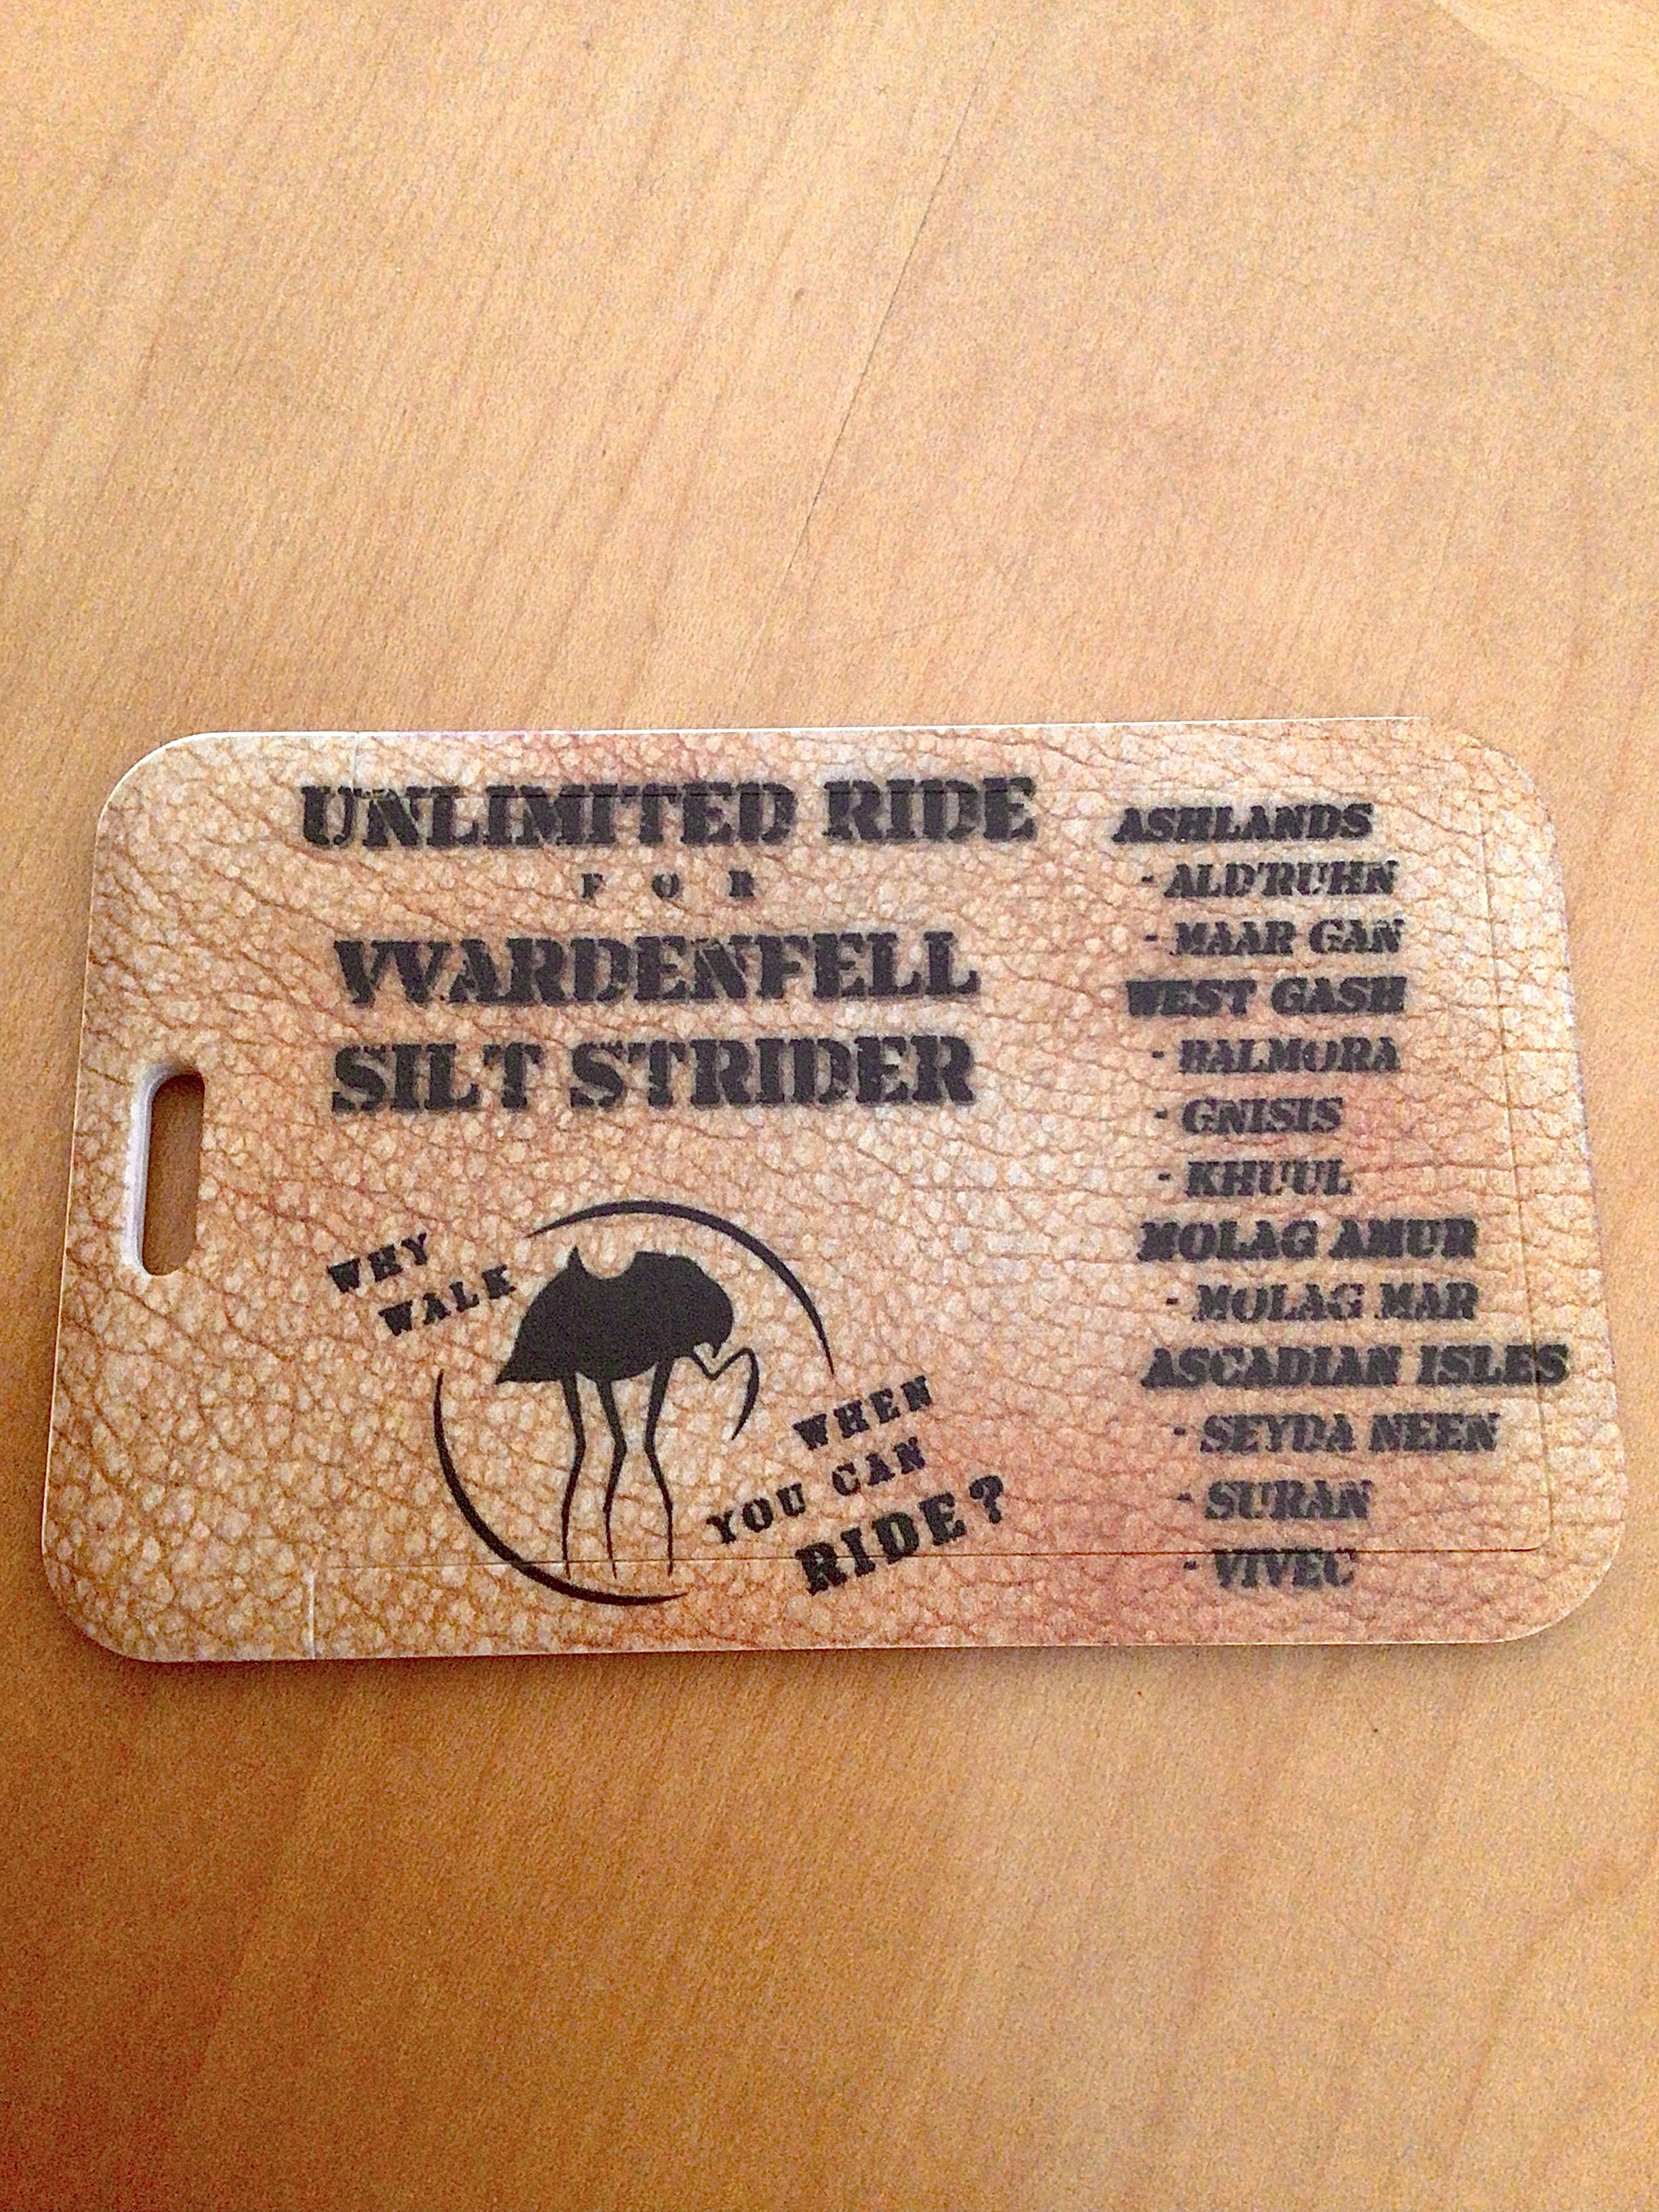 UNLIMITED RIDE
FOR
VVARDENFELL
SILT STRIDER
WHY
WALK
WHEN
YOU CAN
RIDE?
ASHLANDS
- ALD'RUHN
- MAAR GAN
WEST GASH
- BALMORA
- GNISIS
- KHUUL
MOLAG AMUR
- MOLAG MAR
ASCADIAN ISLES
- SEYDA NEEN
- SURAN
- VIVEC